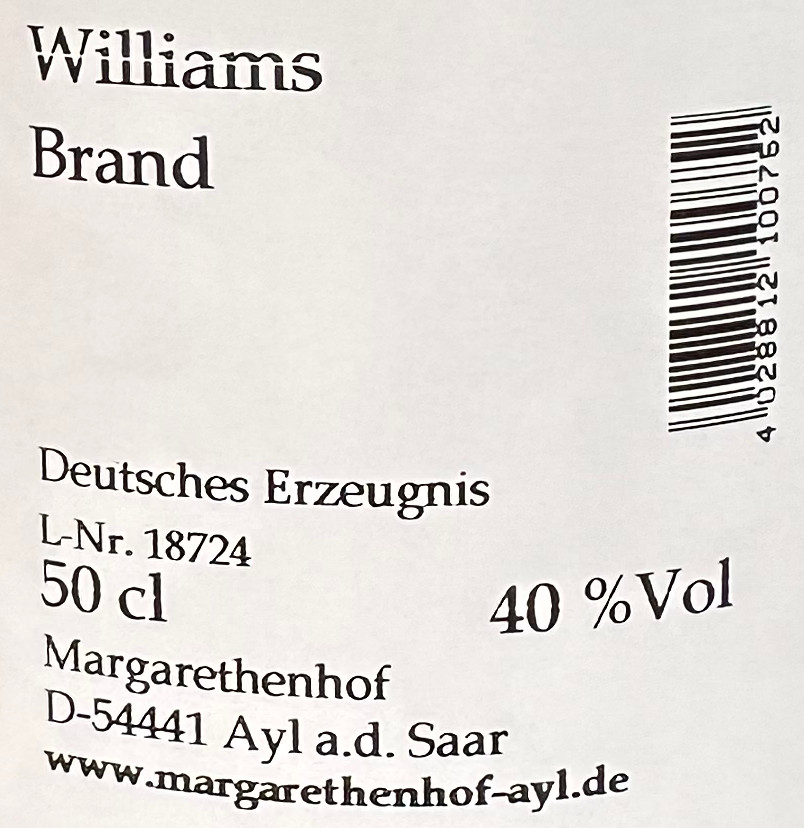 Williams
Brand
4 028812 100752
Deutsches Erzeugnis
L-Nr. 18724
50 cl
40 %Vol
Margarethenhof
D-54441 Ayl a.d. Saar
www.margarethenhof-ayl.de